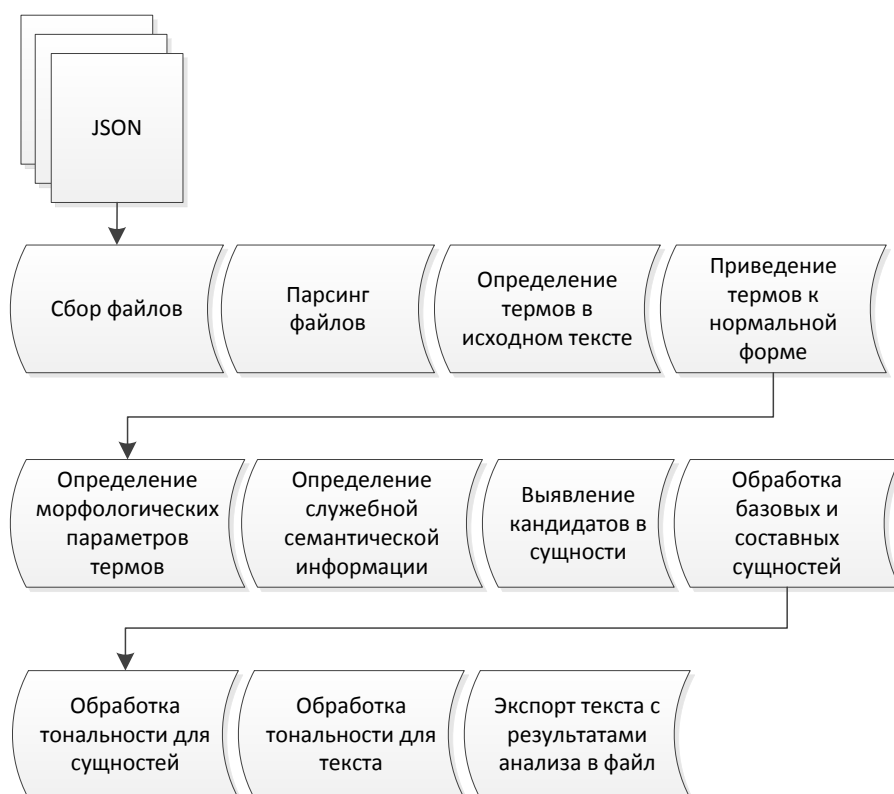 JSON
Сбор файлов
Парсинг
файлов
Определение
термов в
исходном тексте
Приведение
термов к
нормальной
форме
Определение
морфологических
параметров
термов
Определение
служебной
семантической
информации
Выявление
кандидатов в
сущности
Обработка
базовых и
составных
сущностей
Обработка
тональности для
сущностей
Обработка
тональности для
текста
Экспорт текста с
результатами
анализа в файл